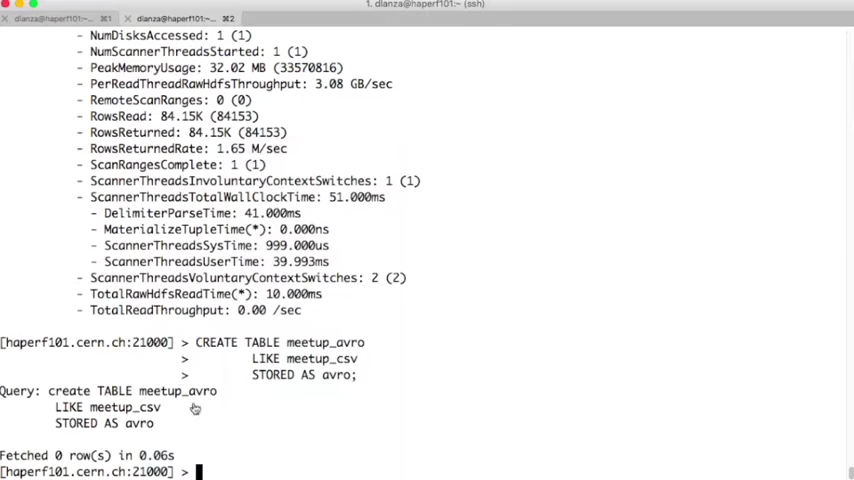 1. dlanza@haperf101:~ (ssh)
dlanza@haperf101:~... ⌘1 dlanza@haperf101:~... ⌘2
- NumDisksAccessed: 1 (1)
- NumScannerThreadsStarted: 1 (1)
- PeakMemoryUsage: 32.02 MB (33570816)
- PerReadThreadRawHdfsThroughput: 3.08 GB/sec
- RemoteScanRanges: 0 (0)
- RowsRead: 84.15K (84153)
- RowsReturned: 84.15K (84153)
- RowsReturnedRate: 1.65 M/sec
- ScanRangesComplete: 1 (1)
- ScannerThreadsInvoluntaryContextSwitches: 1 (1)
- ScannerThreadsTotalWallClockTime: 51.000ms
- DelimiterParseTime: 41.000ms
- MaterializeTupleTime(*): 0.000ns
- ScannerThreadsSysTime: 999.000us
- ScannerThreadsUserTime: 39.993ms
- ScannerThreadsVoluntaryContextSwitches: 2 (2)
- TotalRawHdfsReadTime(*): 10.000ms
- TotalReadThroughput: 0.00 /sec
[haperf101.cern.ch:21000] > CREATE TABLE meetup_avro
> LIKE meetup_csv
> STORED AS avro;
Query: create TABLE meetup_avro
LIKE meetup_csv
STORED AS avro
Fetched 0 row(s) in 0.06s
[haperf101.cern.ch:21000] >